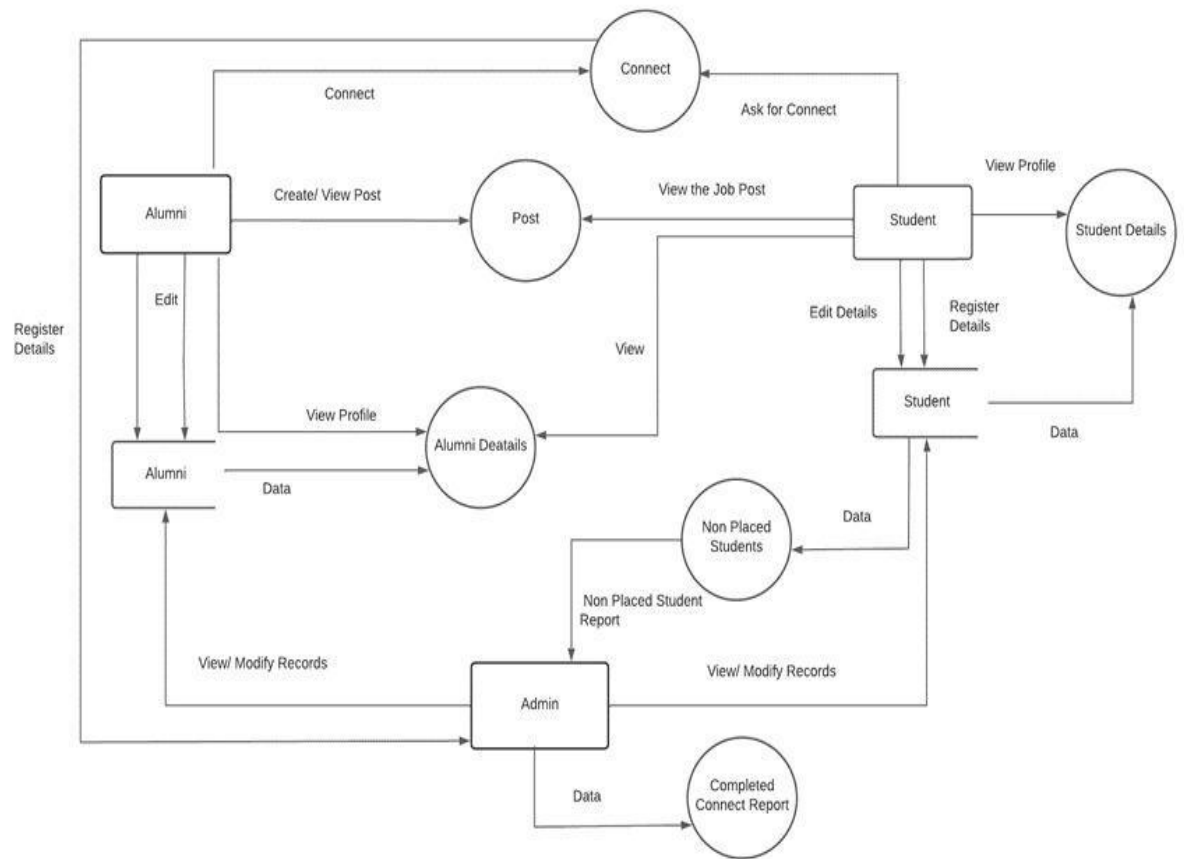 Connect
Connect
Ask for Connect
View Profile
Alumni
Create/ View Post
Post
View the Job Post
Student
Student Details
Edit
Register
Details
Edit Details
Register
Details
View
Student
View Profile
Alumni Deatails
Alumni
Data
Data
Non Placed
Students
Data
Non Placed Student
Report
View/ Modify Records
View/ Modify Records
Admin
Data
Completed
Connect Report